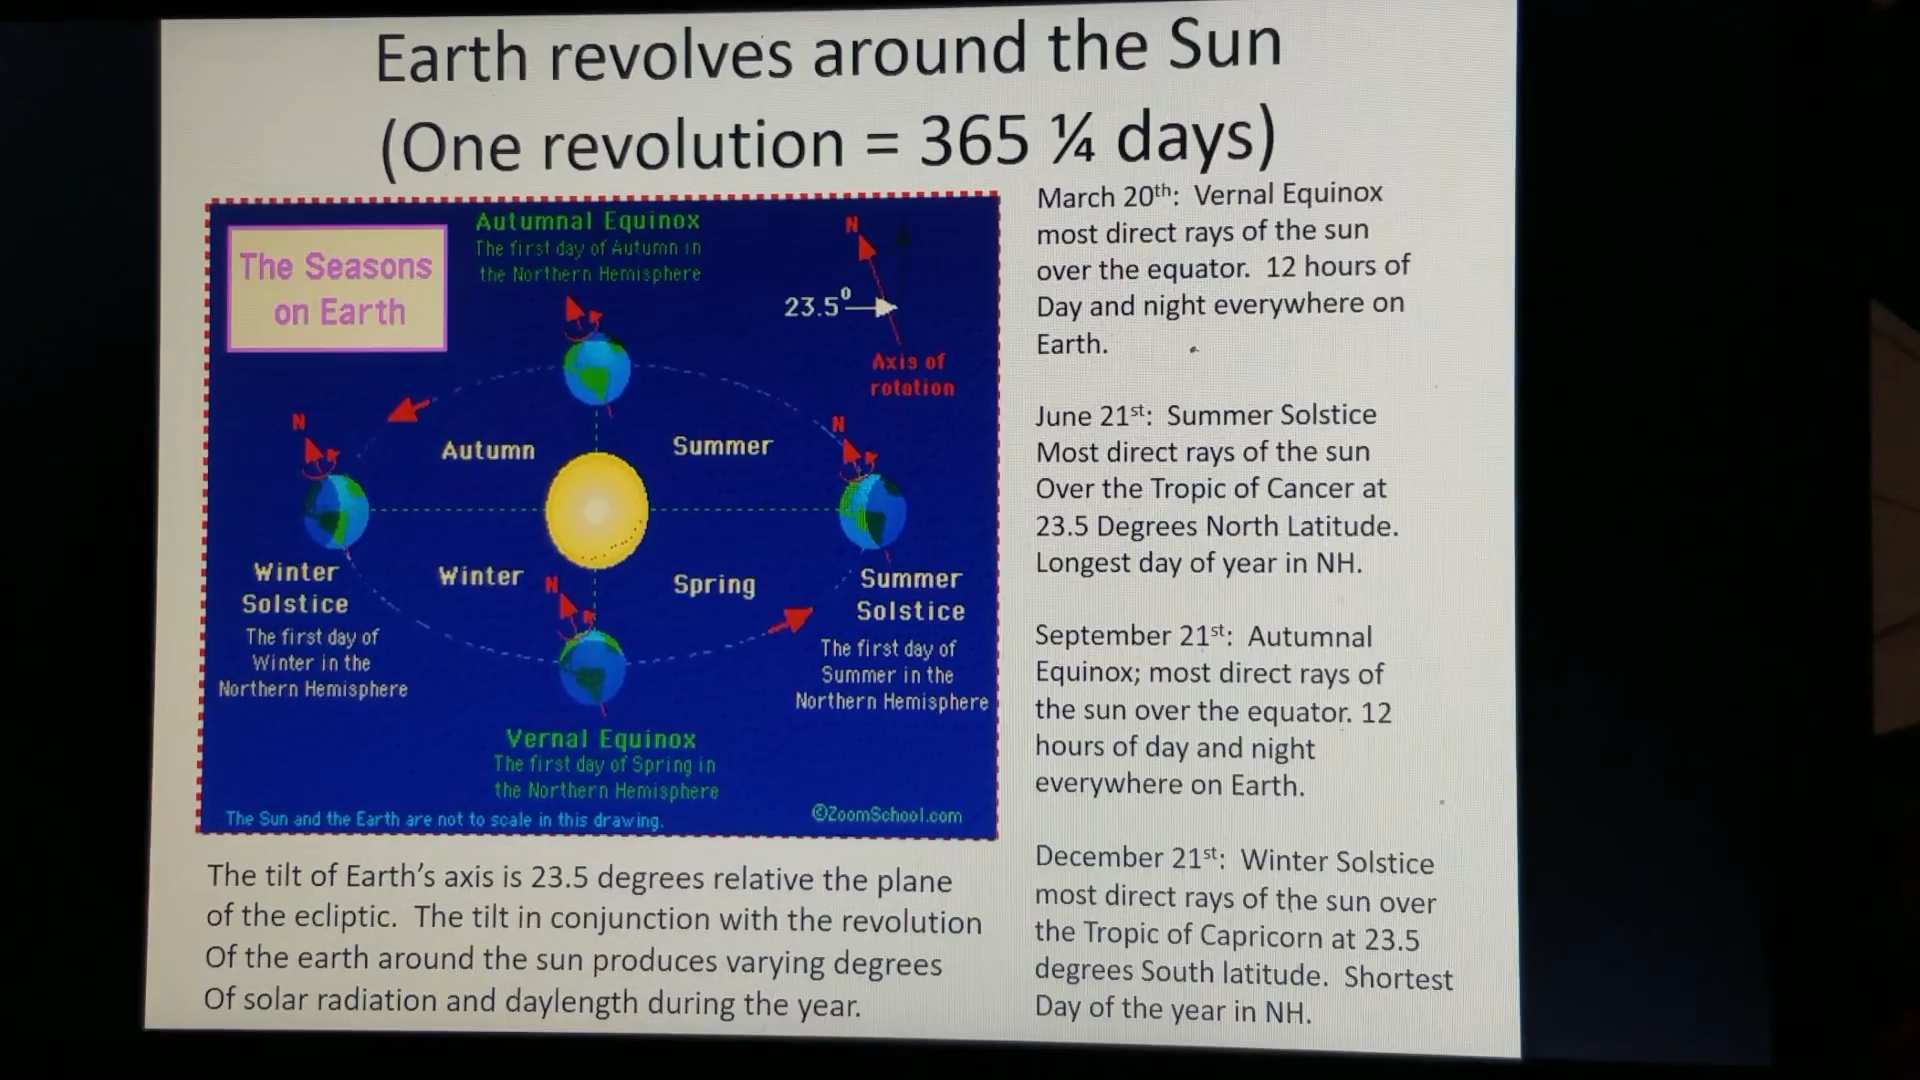 Earth revolves around the Sun
(One revolution = 365 ¼ days)
The Seasons
on Earth
Autumnal Equinox
The first day of Autumn in
the Northern Hemisphere
N
23.5⁰
Axis of
rotation
N
N
Autumn
Summer
Winter
Solstice
The first day of
Winter in the
Northern Hemisphere
Winter
N
Spring
Summer
Solstice
The first day of
Summer in the
Northern Hemisphere
Vernal Equinox
The first day of Spring in
the Northern Hemisphere
The Sun and the Earth are not to scale in this drawing.
©ZoomSchool.com
The tilt of Earth's axis is 23.5 degrees relative the plane
of the ecliptic. The tilt in conjunction with the revolution
Of the earth around the sun produces varying degrees
Of solar radiation and daylength during the year.
March 20th: Vernal Equinox
most direct rays of the sun
over the equator. 12 hours of
Day and night everywhere on
Earth.
June 21st: Summer Solstice
Most direct rays of the sun
Over the Tropic of Cancer at
23.5 Degrees North Latitude.
Longest day of year in NH.
September 21st: Autumnal
Equinox; most direct rays of
the sun over the equator. 12
hours of day and night
everywhere on Earth.
December 21st: Winter Solstice
most direct rays of the sun over
the Tropic of Capricorn at 23.5
degrees South latitude. Shortest
Day of the year in NH.